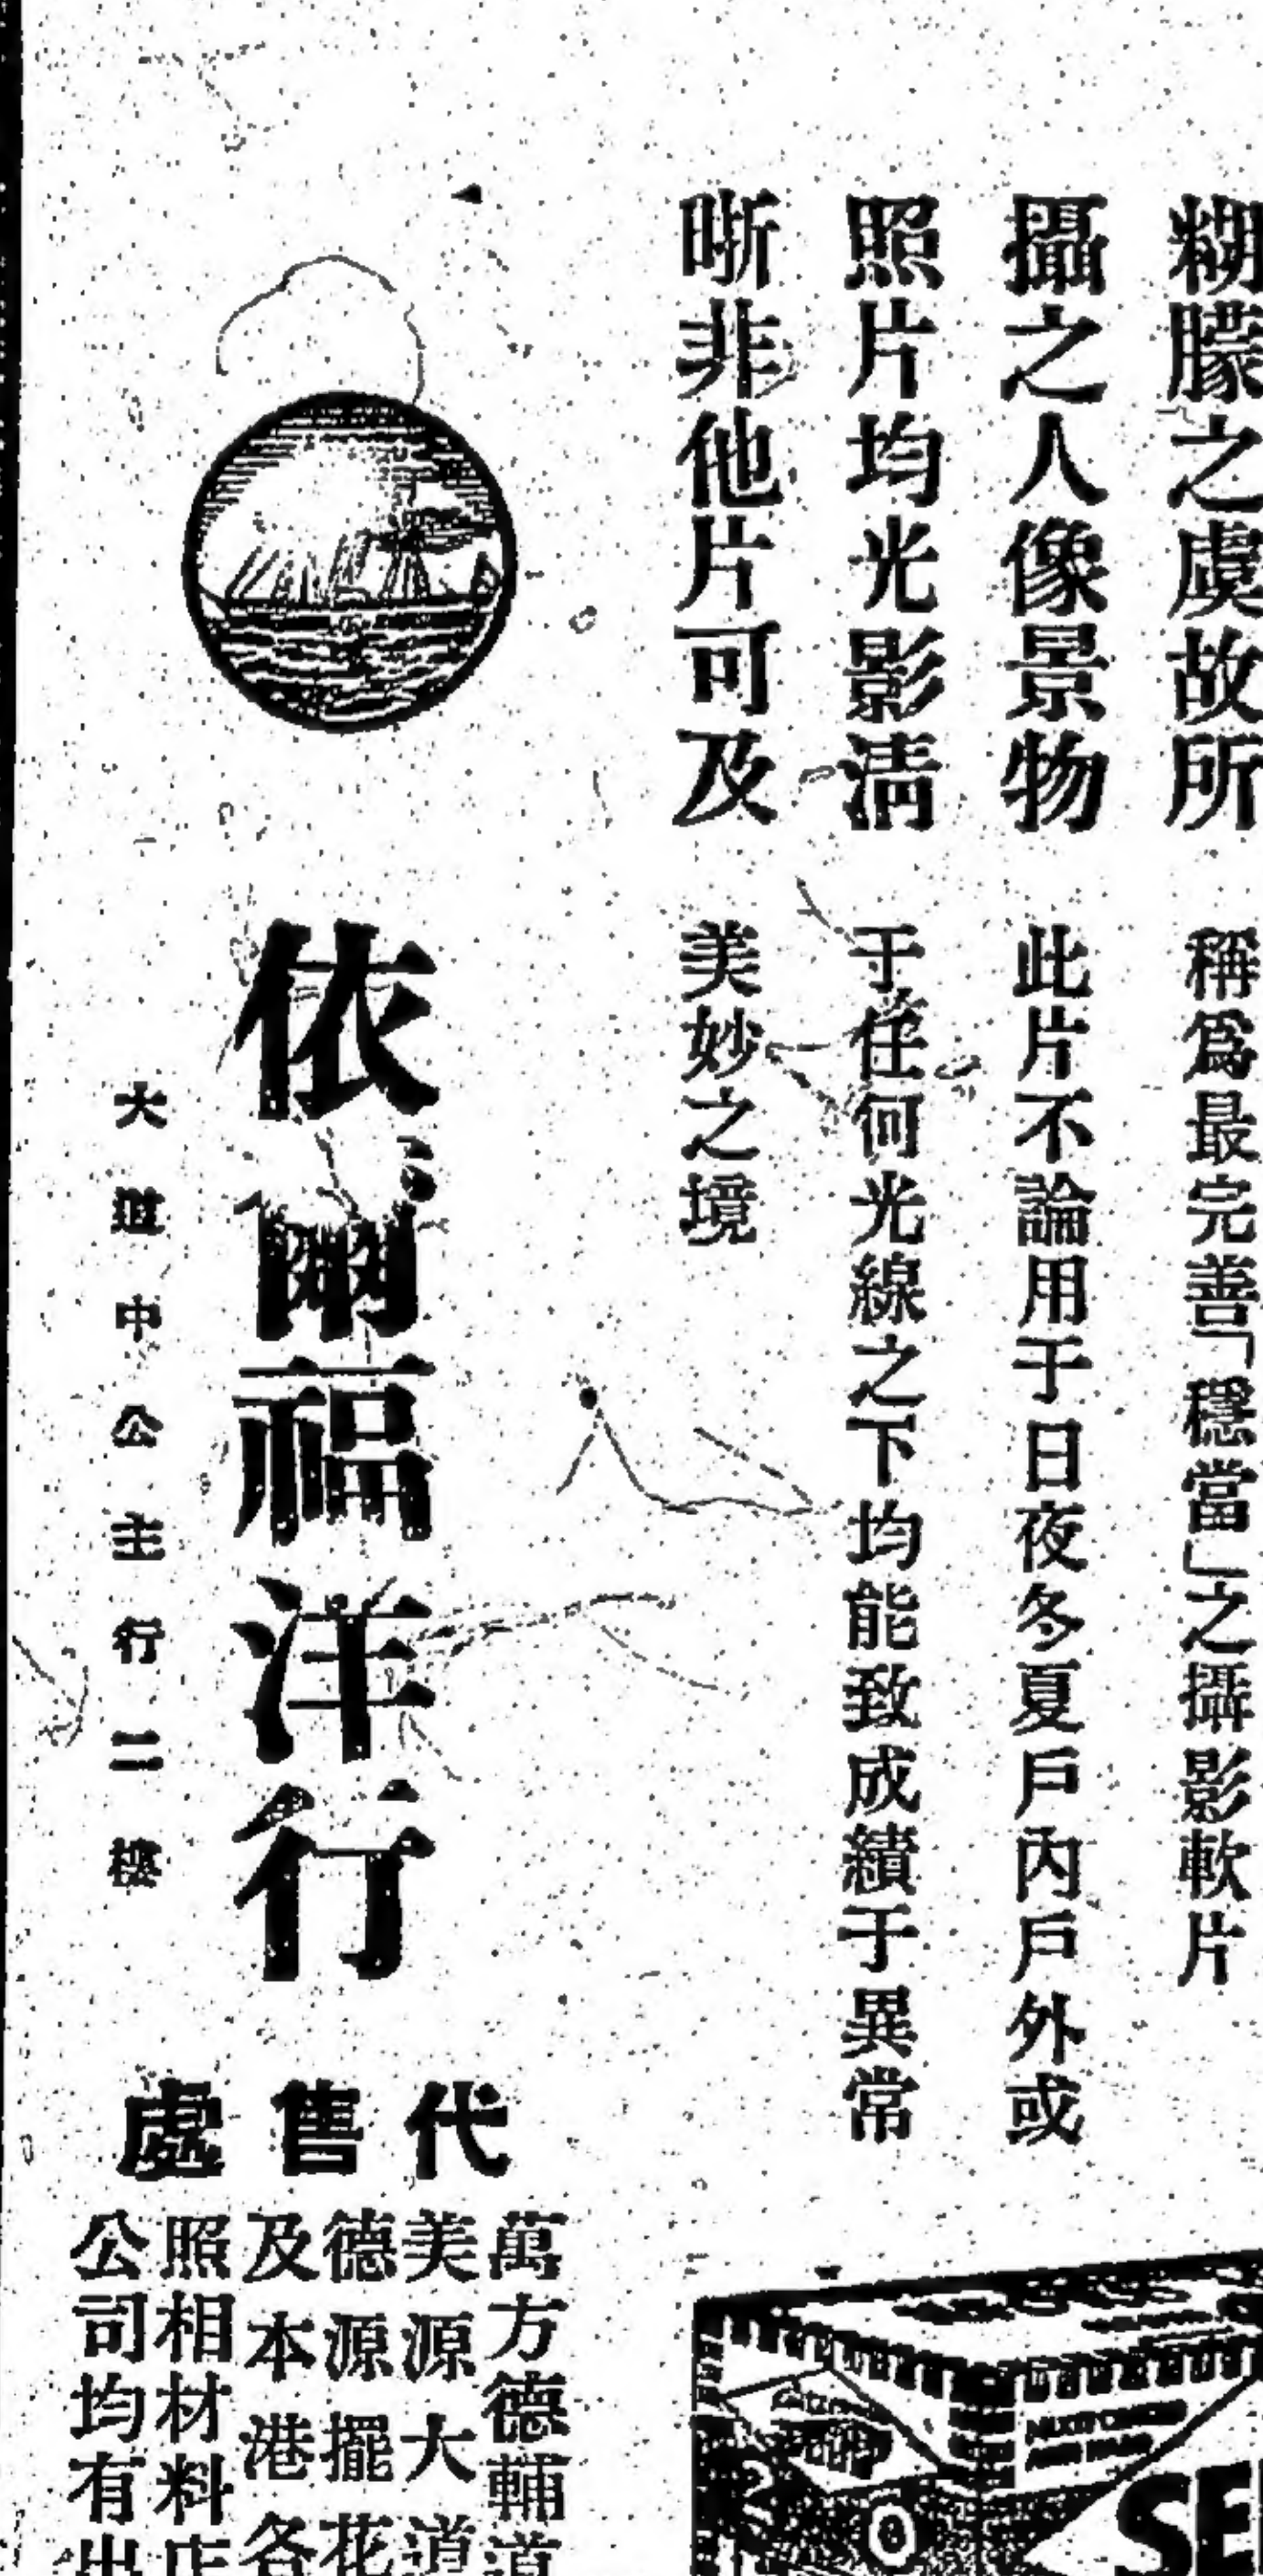 糊朦之虞故所
攝之人像景物
照片均光影清
晰非他片可及
稱爲最完善「穩當」之攝影軟片
此片不論用于日夜冬夏戶內戶外或
于任何光線之下均能致成績于異常
美妙之境
依爾福洋行
大道中公主行二樓
代售處
萬方德輔道
美源大道
德源擺花
及本港各
照相材料店
公司均有出
SE